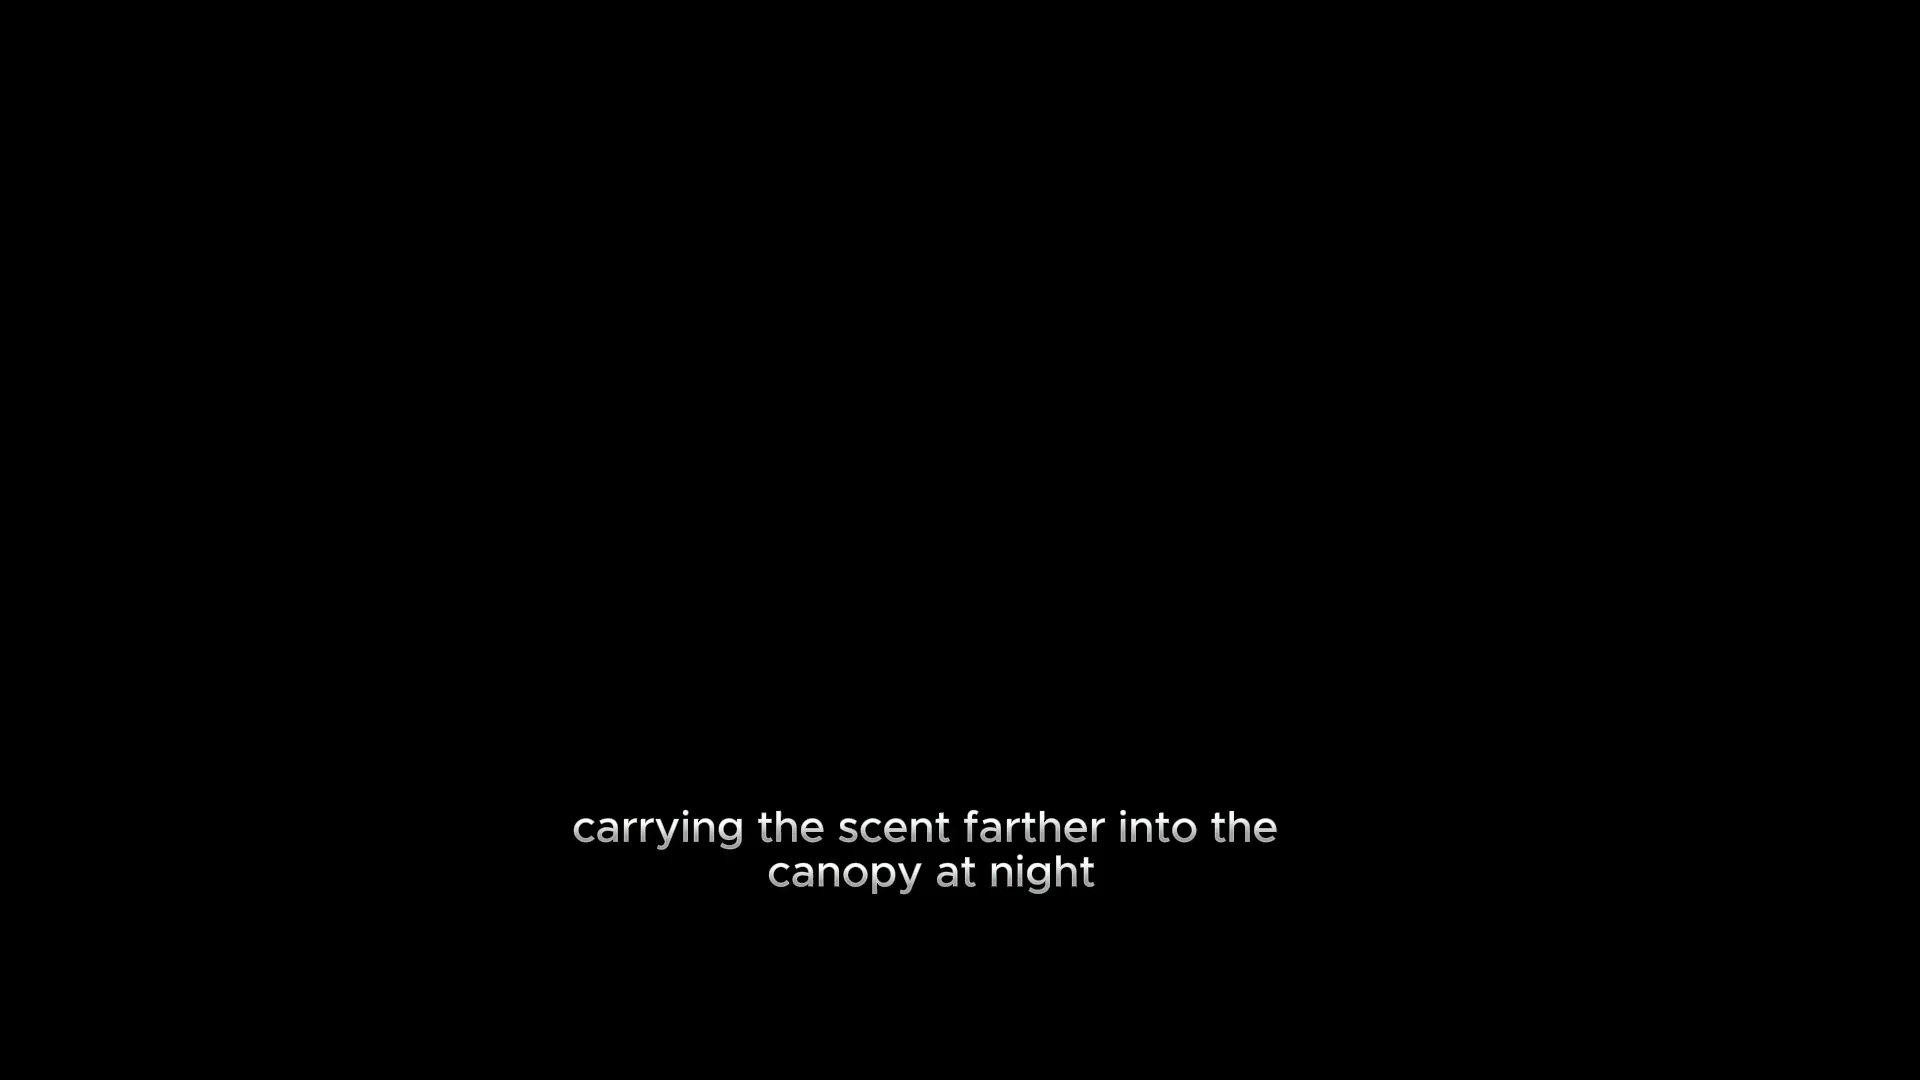 carrying the scent farther into the
canopy at night